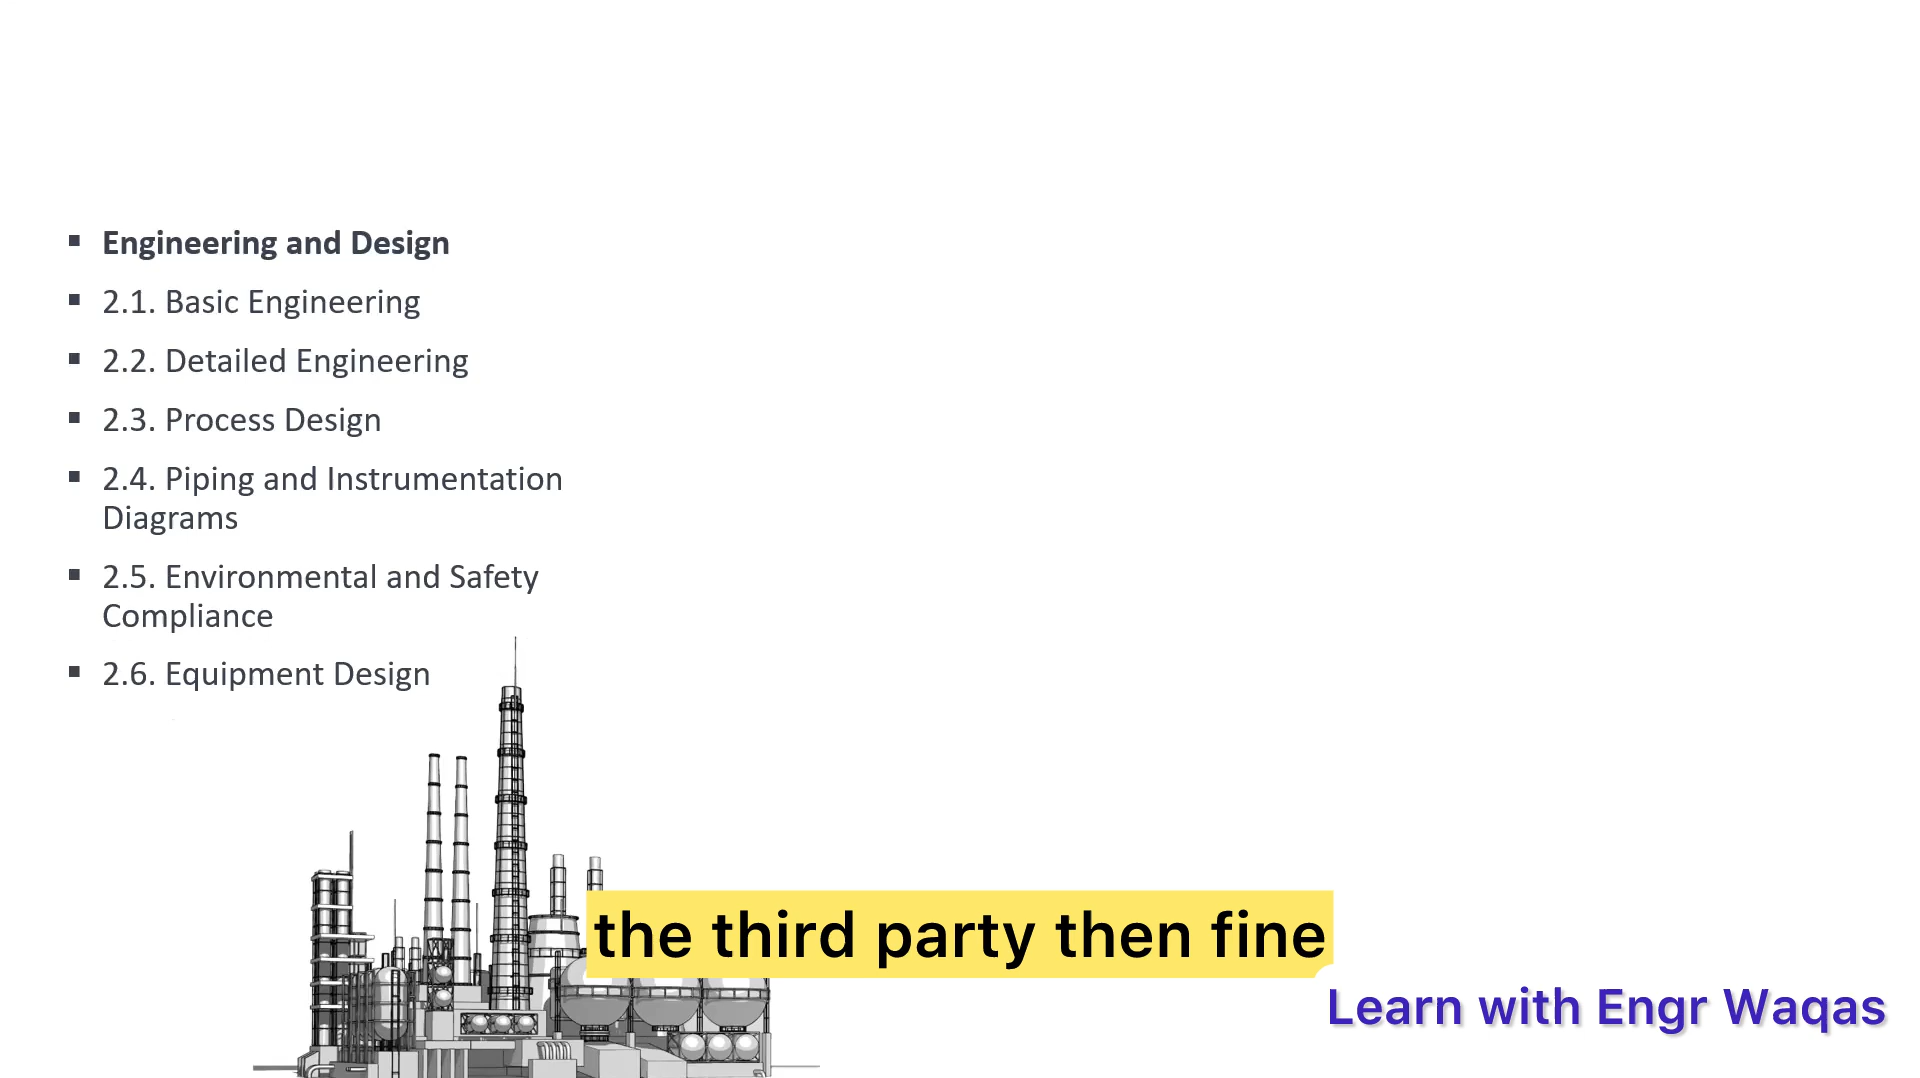 ▪ Engineering and Design
▪ 2.1. Basic Engineering
▪ 2.2. Detailed Engineering
▪ 2.3. Process Design
▪ 2.4. Piping and Instrumentation
Diagrams
▪ 2.5. Environmental and Safety
Compliance
▪ 2.6. Equipment Design
the third party then fine
Learn with Engr Waqas